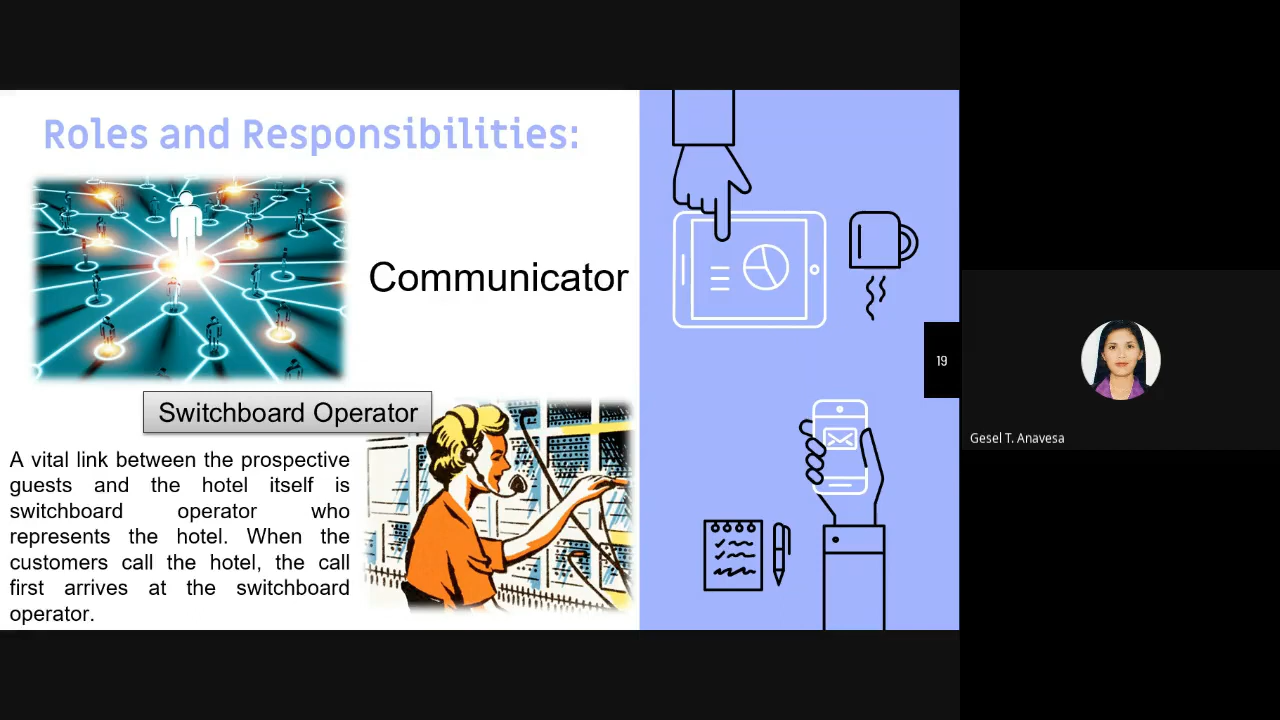 Roles and Responsibilities:
Communicator
Switchboard Operator
A vital link between the prospective
guests and the hotel itself is
switchboard operator who
represents the hotel. When the
customers call the hotel, the call
first arrives at the switchboard
operator.
19
Gesel T. Anavesa